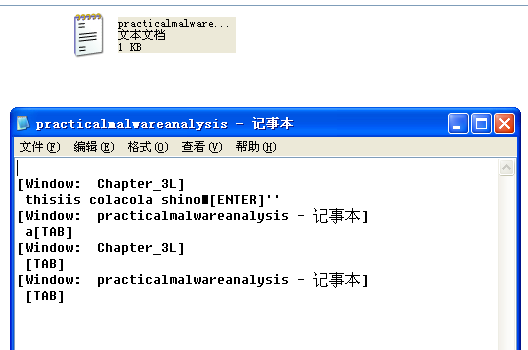 practicalmalware...
文本文档
1 KB
practicalmalwareanalysis - 记事本
文件(F) 编辑(E) 格式(O) 查看(V) 帮助(H)
[Window: Chapter_3L]
thisiis colacola shino■[ENTER]''
[Window: practicalmalwareanalysis - 记事本]
a[TAB]
[Window: Chapter_3L]
[TAB]
[Window: practicalmalwareanalysis - 记事本]
[TAB]